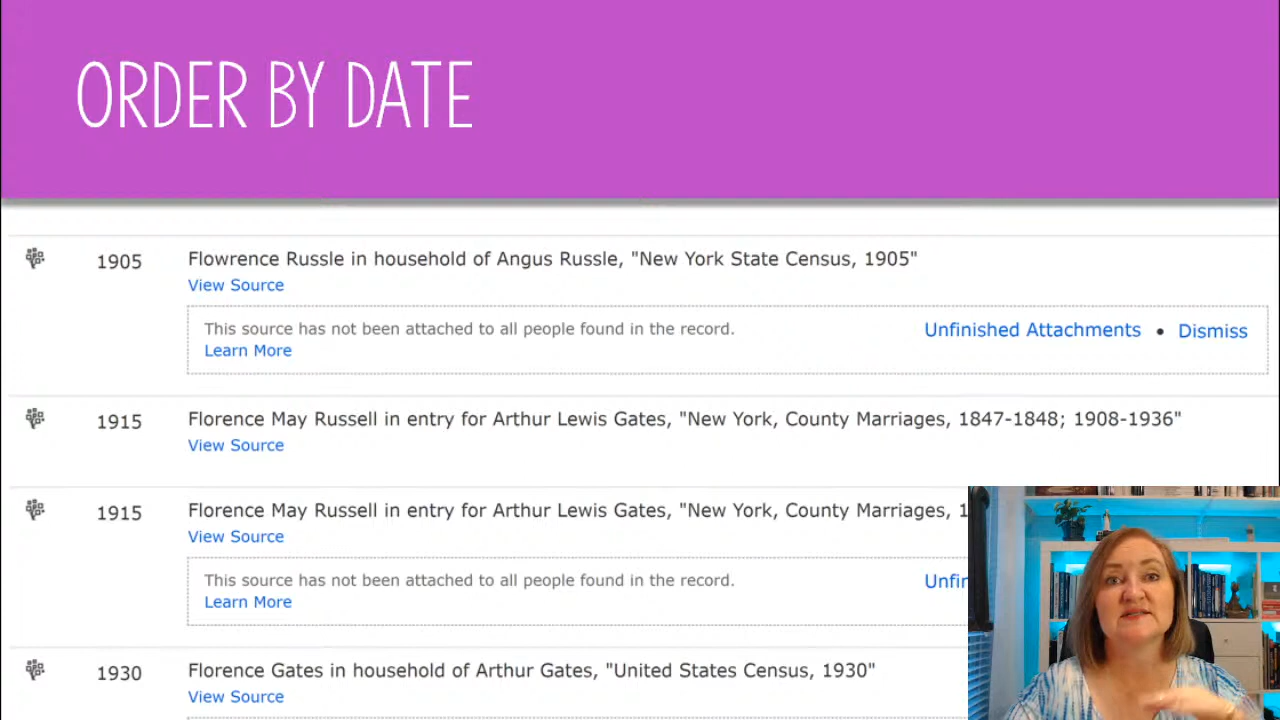 ORDER BY DATE
1905 Flowrence Russle in household of Angus Russle, "New York State Census, 1905"
View Source
This source has not been attached to all people found in the record. Unfinished Attachments • Dismiss
Learn More
1915 Florence May Russell in entry for Arthur Lewis Gates, "New York, County Marriages, 1847-1848; 1908-1936"
View Source
1915 Florence May Russell in entry for Arthur Lewis Gates, "New York, County Marriages,
View Source
This source has not been attached to all people found in the record.
Learn More
1930 Florence Gates in household of Arthur Gates, "United States Census, 1930"
View Source